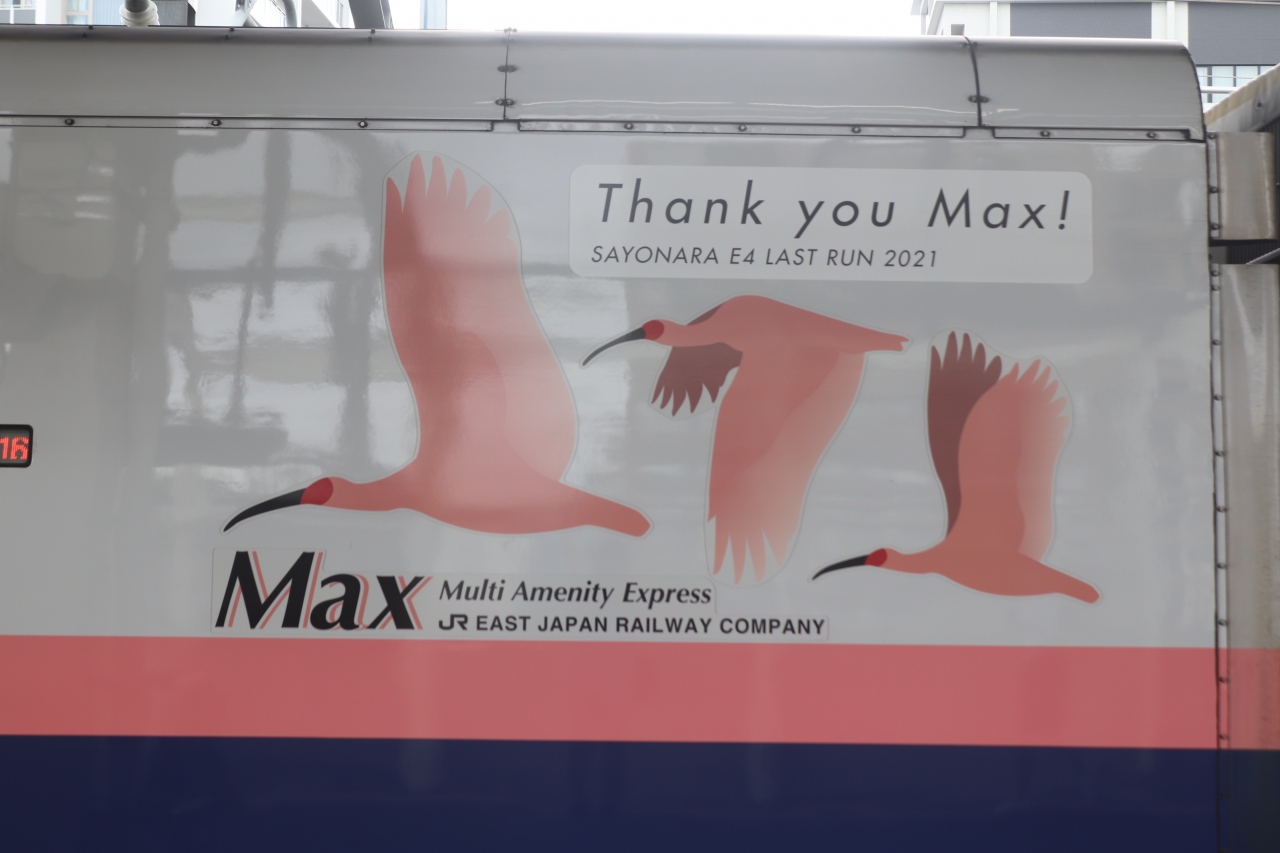 Thank you Max!
SAYONARA E4 LAST RUN 2021
16
Max Multi Amenity Express
JR EAST JAPAN RAILWAY COMPANY